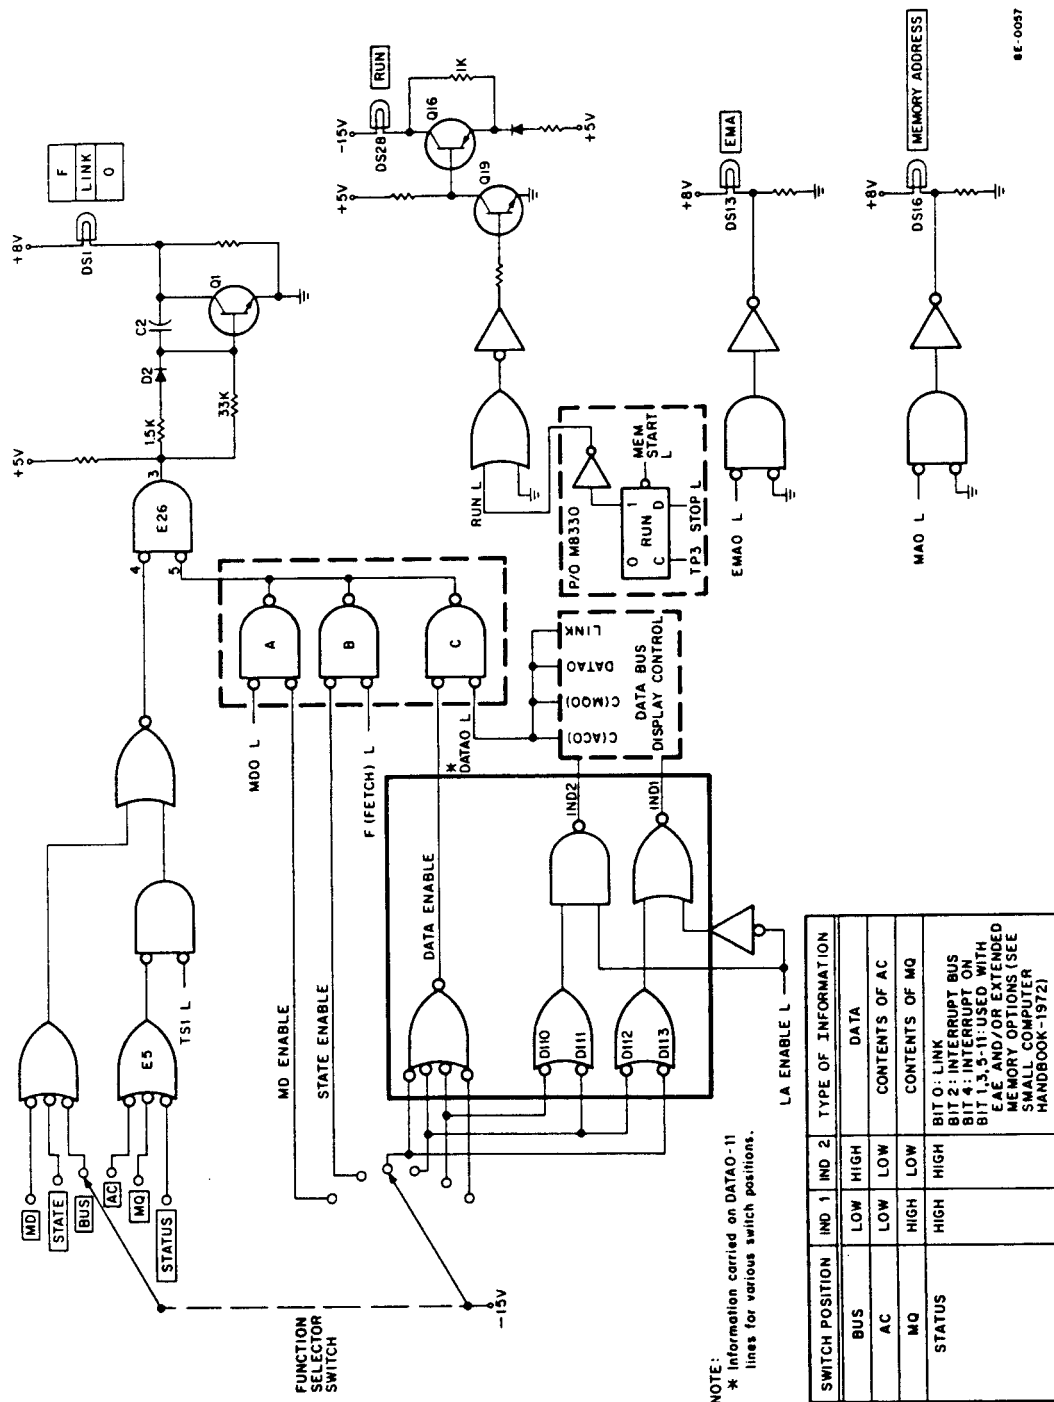 +8V
F
LINK
O
DS1
C2
Q1
D2
1.5K
33K
+5V
3
E26
4
5
-15V
RUN
DS28
1K
Q16
+5V
Q19
+5V
RUN L
P/O M8330
MEM
START
L
O
1
RUN
C
D
TP3
STOP L
+8V
DS13
EMA
EMA0 L
+8V
DS16
MEMORY ADDRESS
MA0 L
8E-0057
MD
STATE
BUS
AC
MQ
STATUS
E5
TS1 L
FUNCTION
SELECTOR
SWITCH
-15V
MD ENABLE
STATE ENABLE
MD0 L
F (FETCH) L
A
B
C
DATA ENABLE
*
DATA0 L
C(AC0)
C(MQ0)
DATA0
LINK
DATA BUS
DISPLAY CONTROL
IND2
IND1
DI10
DI11
DI12
DI13
LA ENABLE L
NOTE:
* Information carried on DATA0-11
lines for various switch positions.
SWITCH POSITION IND 1 IND 2 TYPE OF INFORMATION
BUS LOW HIGH DATA
AC LOW LOW CONTENTS OF AC
MQ HIGH LOW CONTENTS OF MQ
STATUS HIGH HIGH BIT 0: LINK
BIT 2: INTERRUPT BUS
BIT 4: INTERRUPT ON
BIT 1,3,5-11: USED WITH
EAE AND/OR EXTENDED
MEMORY OPTIONS (SEE
SMALL COMPUTER
HANDBOOK-1972)